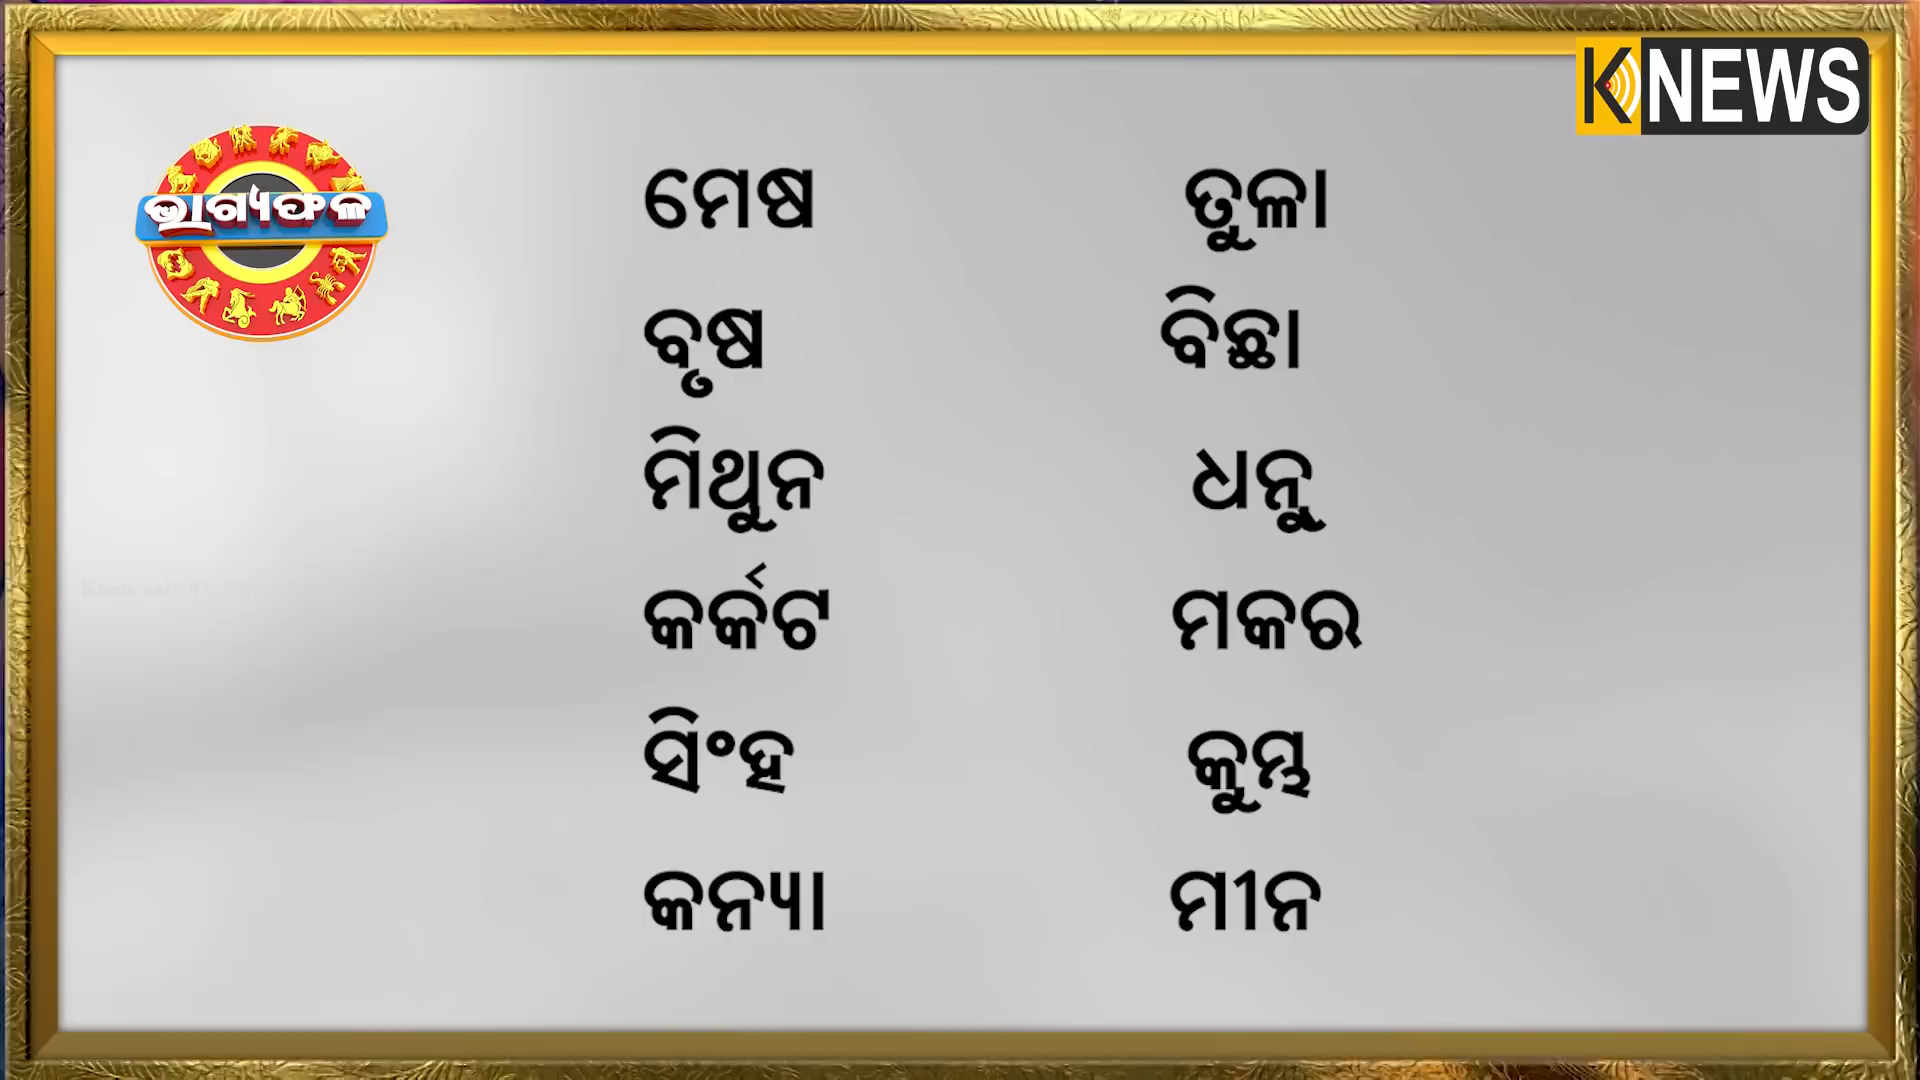 KNEWS
ଭାଗ୍ୟଫଳ
ମେଷ ତୁଳା
ବୃଷ ବିଛା
ମିଥୁନ ଧନୁ
କର୍କଟ ମକର
ସିଂହ କୁମ୍ଭ
କନ୍ୟା ମୀନ